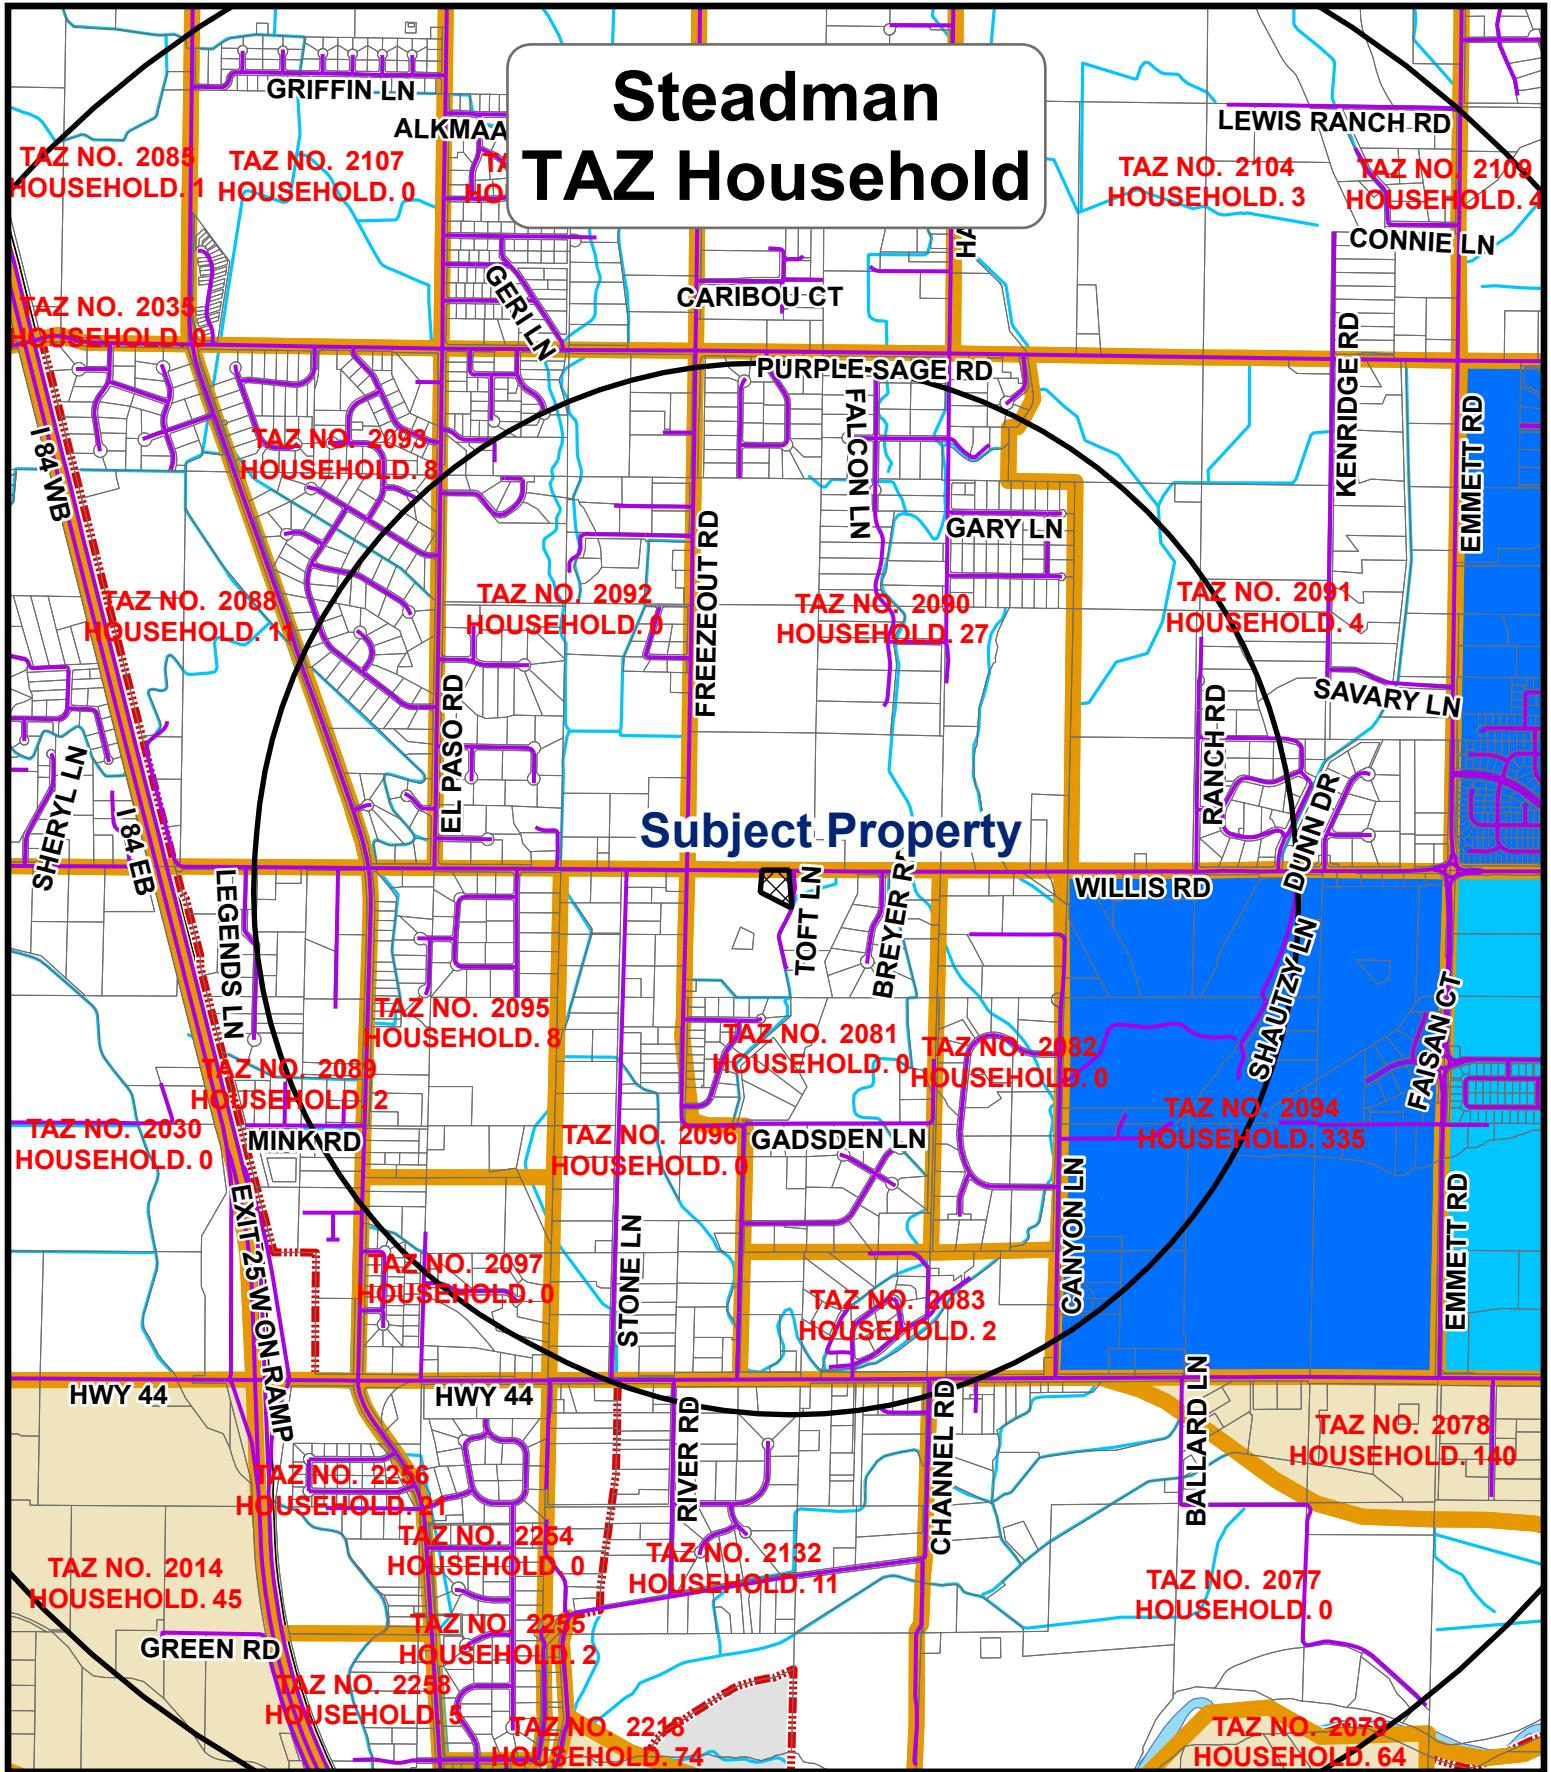 Steadman
TAZ Household
GRIFFIN LN
LEWIS RANCH RD
TAZ NO. 2085
HOUSEHOLD. 1
TAZ NO. 2107
HOUSEHOLD. 0
TAZ NO. 2104
HOUSEHOLD. 3
TAZ NO. 2109
HOUSEHOLD. 4
CONNIE LN
GERI LN
CARIBOU CT
TAZ NO. 2035
HOUSEHOLD. 0
KENRIDGE RD
PURPLE SAGE RD
FALCON LN
EMMETT RD
I 84 WB
TAZ NO. 2093
HOUSEHOLD. 8
FREEZEOUT RD
GARY LN
TAZ NO. 2088
HOUSEHOLD. 11
TAZ NO. 2092
HOUSEHOLD. 0
TAZ NO. 2090
HOUSEHOLD. 27
TAZ NO. 2091
HOUSEHOLD. 4
EL PASO RD
RANCH RD
SAVARY LN
SHERYL LN
I 84 EB
Subject Property
DUNN DR
LEGENDS LN
TOFT LN
BREYER RD
WILLIS RD
SHAUTZY LN
FAISAN CT
TAZ NO. 2095
HOUSEHOLD. 8
TAZ NO. 2081
HOUSEHOLD. 0
TAZ NO. 2082
HOUSEHOLD. 0
TAZ NO. 2089
HOUSEHOLD. 2
TAZ NO. 2094
HOUSEHOLD. 335
TAZ NO. 2030
HOUSEHOLD. 0
MINK RD
TAZ NO. 2096
HOUSEHOLD. 0
GADSDEN LN
EXIT 25 W ON RAMP
STONE LN
CANYON LN
EMMETT RD
TAZ NO. 2097
HOUSEHOLD. 0
TAZ NO. 2083
HOUSEHOLD. 2
HWY 44
HWY 44
RIVER RD
CHANNEL RD
BALLARD LN
TAZ NO. 2078
HOUSEHOLD. 140
TAZ NO. 2256
HOUSEHOLD. 21
TAZ NO. 2254
HOUSEHOLD. 0
TAZ NO. 2132
HOUSEHOLD. 11
TAZ NO. 2014
HOUSEHOLD. 45
TAZ NO. 2077
HOUSEHOLD. 0
GREEN RD
TAZ NO. 2255
HOUSEHOLD. 2
TAZ NO. 2258
HOUSEHOLD. 5
TAZ NO. 2218
HOUSEHOLD. 74
TAZ NO. 2079
HOUSEHOLD. 64